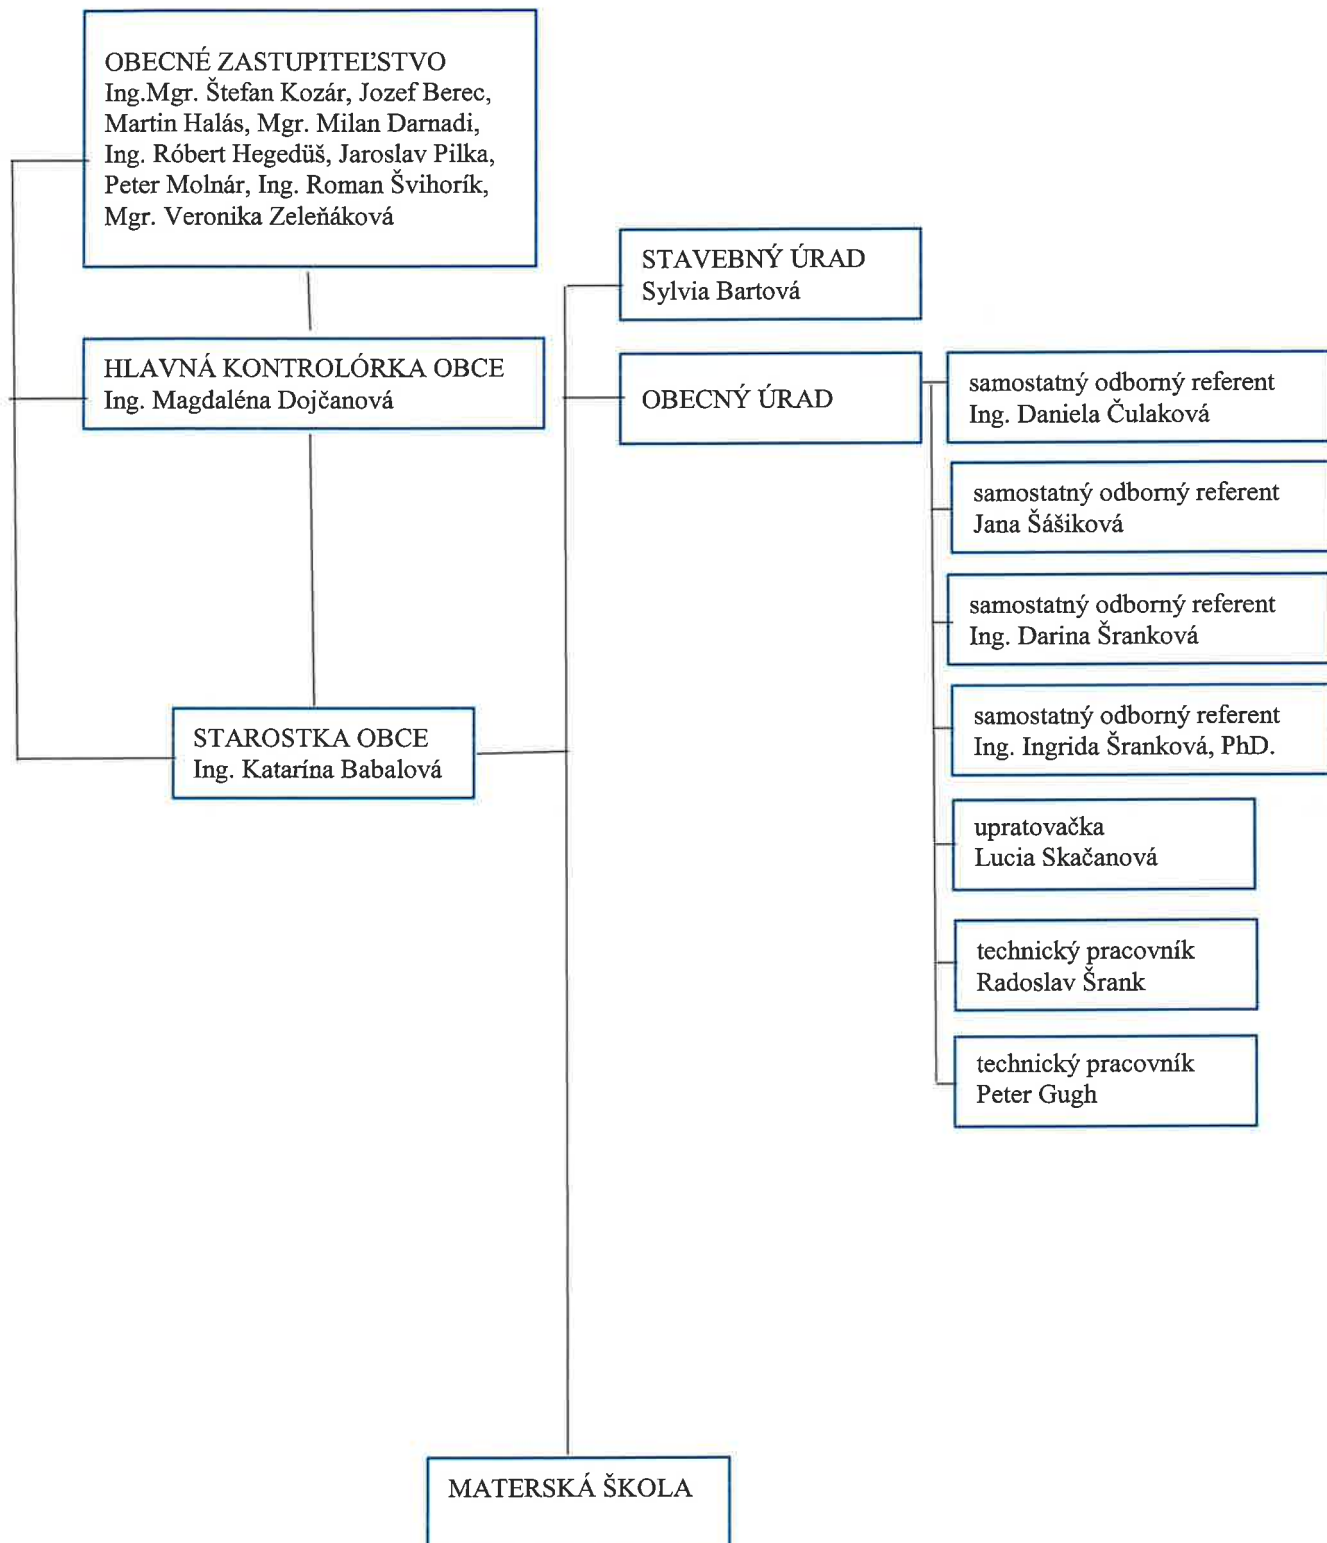 OBECNÉ ZASTUPITEĽSTVO
Ing.Mgr. Štefan Kozár, Jozef Berec,
Martin Halás, Mgr. Milan Darnadi,
Ing. Róbert Hegedüš, Jaroslav Pilka,
Peter Molnár, Ing. Roman Švihorík,
Mgr. Veronika Zeleňáková
HLAVNÁ KONTROLÓRKA OBCE
Ing. Magdaléna Dojčanová
STAROSTKA OBCE
Ing. Katarína Babalová
STAVEBNÝ ÚRAD
Sylvia Bartová
OBECNÝ ÚRAD
samostatný odborný referent
Ing. Daniela Čulaková
samostatný odborný referent
Jana Šášiková
samostatný odborný referent
Ing. Darina Šranková
samostatný odborný referent
Ing. Ingrida Šranková, PhD.
upratovačka
Lucia Skačanová
technický pracovník
Radoslav Šrank
technický pracovník
Peter Gugh
MATERSKÁ ŠKOLA